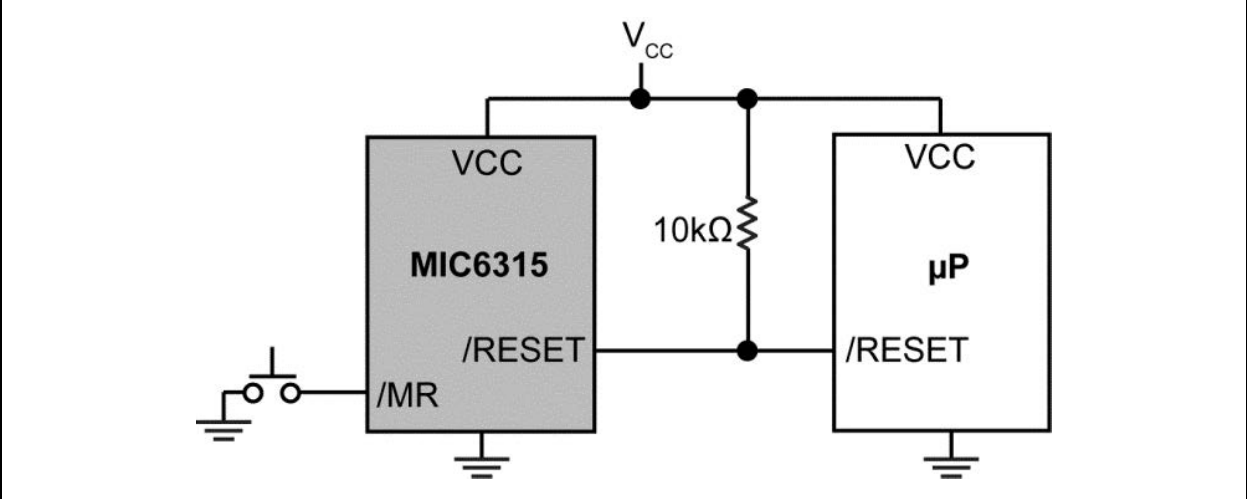 VCC
VCC
VCC
10kΩ
MIC6315
µP
/RESET
/RESET
/MR